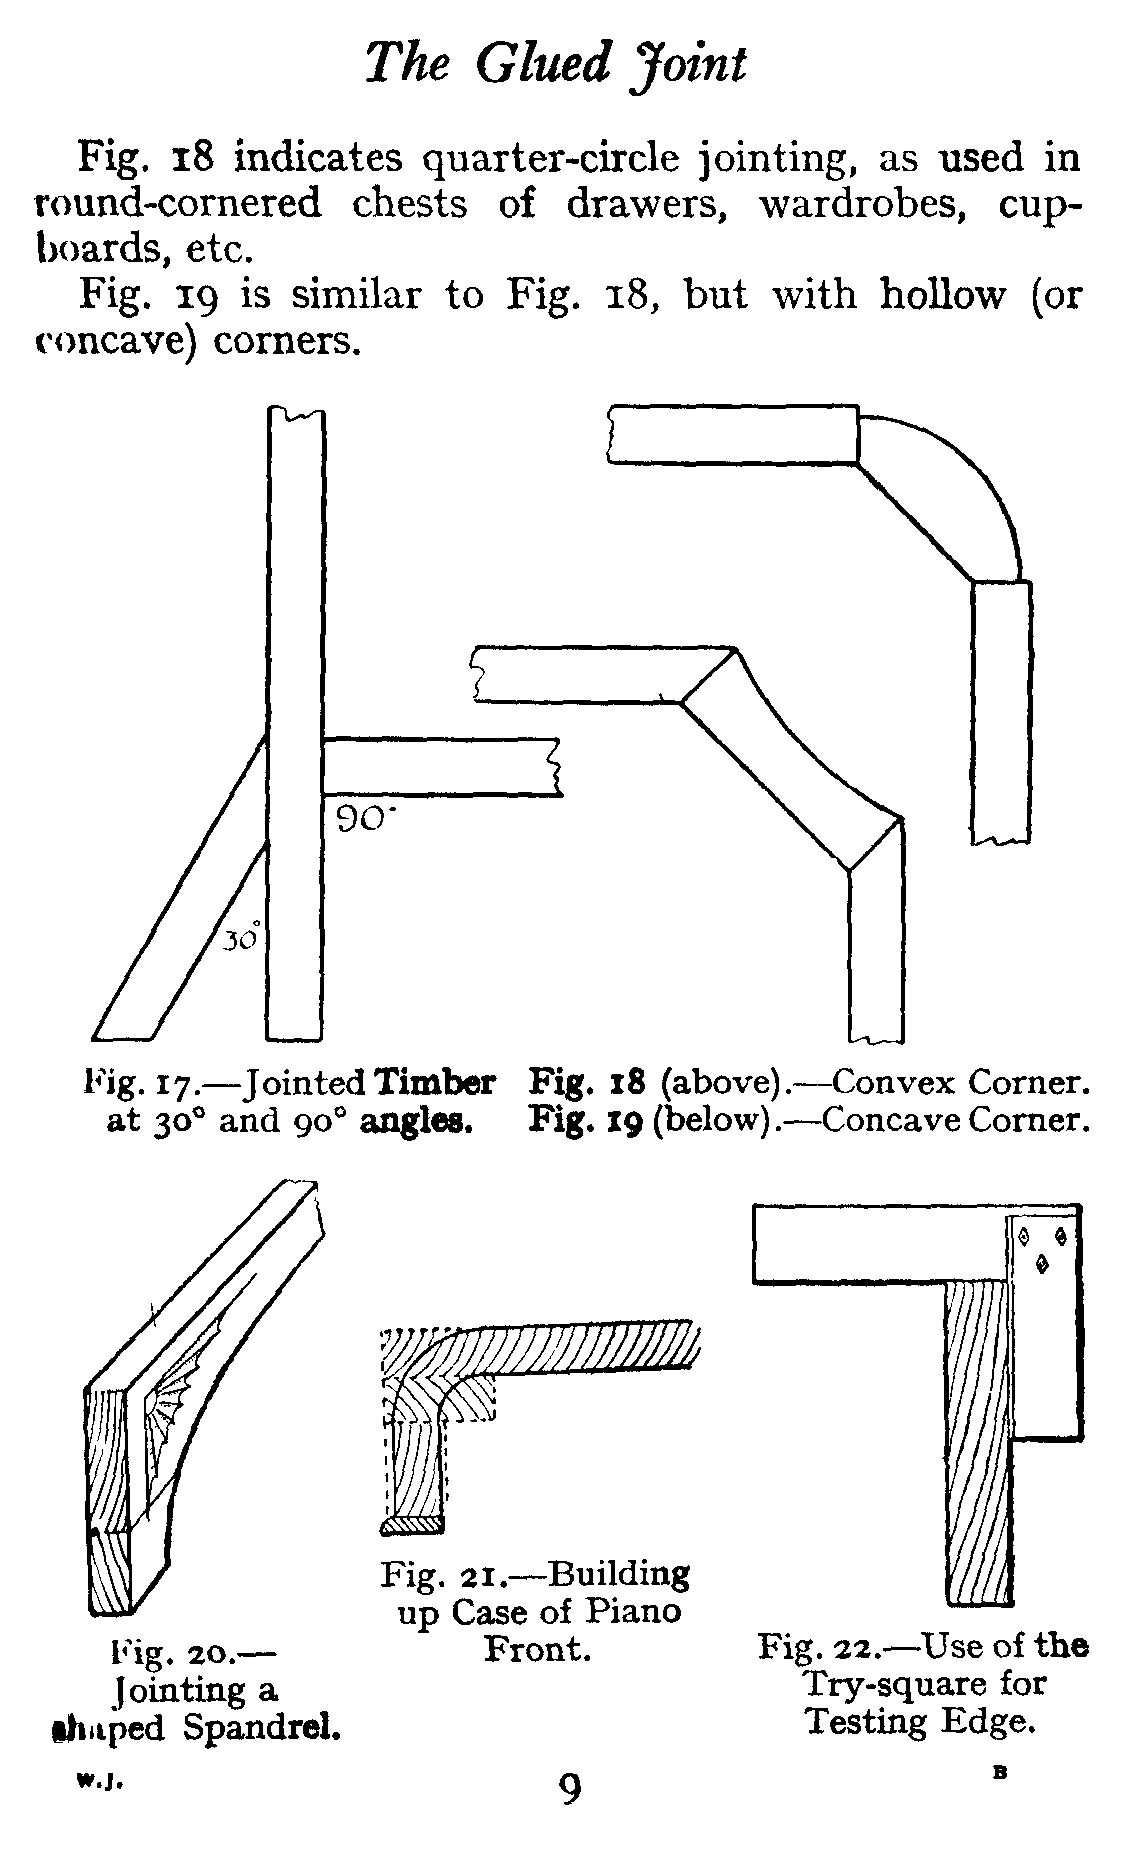 The Glued Joint
Fig. 18 indicates quarter-circle jointing, as used in
round-cornered chests of drawers, wardrobes, cup-
boards, etc.
Fig. 19 is similar to Fig. 18, but with hollow (or
concave) corners.
90°
30°
Fig. 17.—Jointed Timber
at 30° and 90° angles.
Fig. 18 (above).—Convex Corner.
Fig. 19 (below).—Concave Corner.
Fig. 20.—
Jointing a
shaped Spandrel.
Fig. 21.—Building
up Case of Piano
Front.
Fig. 22.—Use of the
Try-square for
Testing Edge.
W.J.
9
B